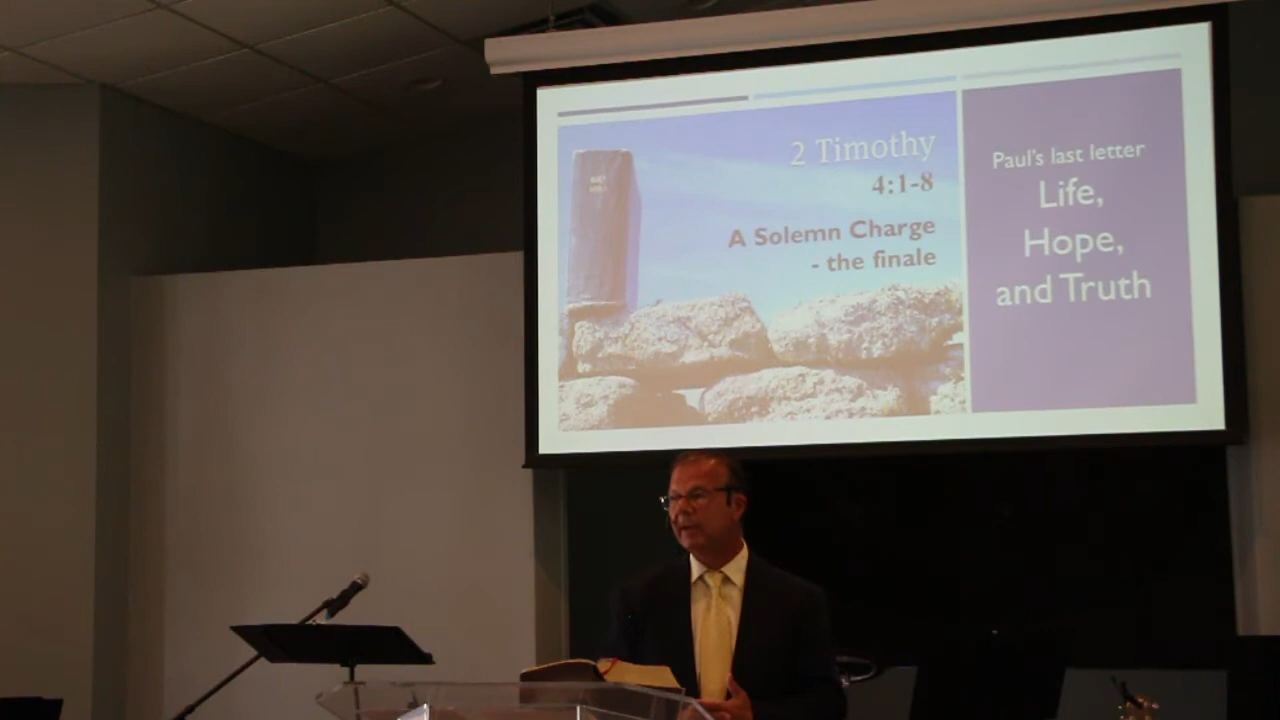 2 Timothy
4:1-8
A Solemn Charge
- the finale
Paul's last letter
Life,
Hope,
and Truth